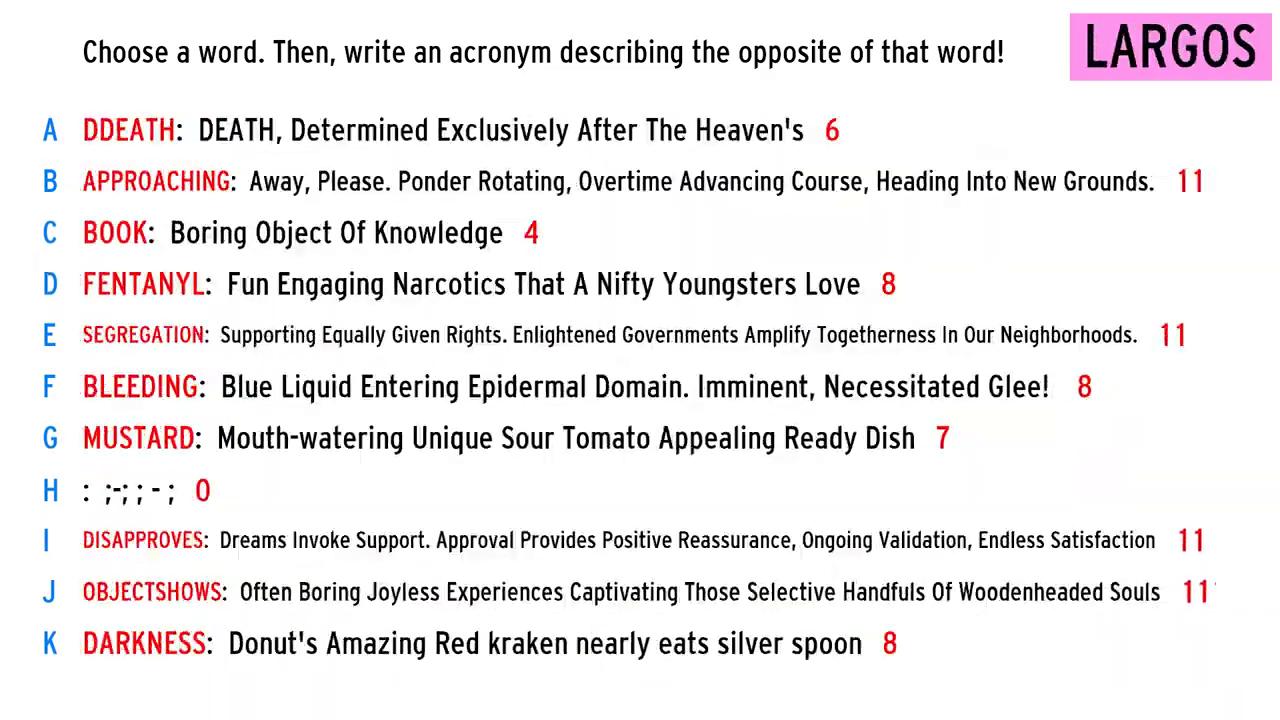 Choose a word. Then, write an acronym describing the opposite of that word!
LARGOS
A DDEATH: DEATH, Determined Exclusively After The Heaven's 6
B APPROACHING: Away, Please. Ponder Rotating, Overtime Advancing Course, Heading Into New Grounds. 11
C BOOK: Boring Object Of Knowledge 4
D FENTANYL: Fun Engaging Narcotics That A Nifty Youngsters Love 8
E SEGREGATION: Supporting Equally Given Rights. Enlightened Governments Amplify Togetherness In Our Neighborhoods. 11
F BLEEDING: Blue Liquid Entering Epidermal Domain. Imminent, Necessitated Glee! 8
G MUSTARD: Mouth-watering Unique Sour Tomato Appealing Ready Dish 7
H : ;-; ; - ; 0
I DISAPPROVES: Dreams Invoke Support. Approval Provides Positive Reassurance, Ongoing Validation, Endless Satisfaction 11
J OBJECTSHOWS: Often Boring Joyless Experiences Captivating Those Selective Handfuls Of Woodenheaded Souls 11
K DARKNESS: Donut's Amazing Red kraken nearly eats silver spoon 8